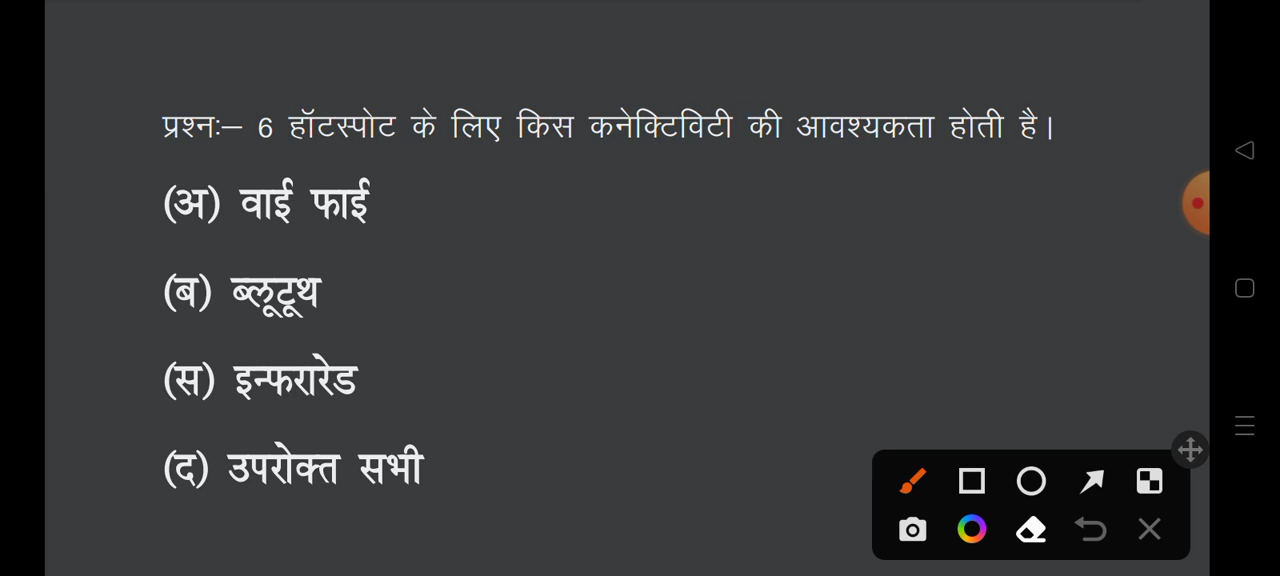 प्रश्नः– 6 हॉटस्पोट के लिए किस कनेक्टिविटी की आवश्यकता होती है।
(अ) वाई फाई
(ब) ब्लूटूथ
(स) इन्फरारेड
(द) उपरोक्त सभी